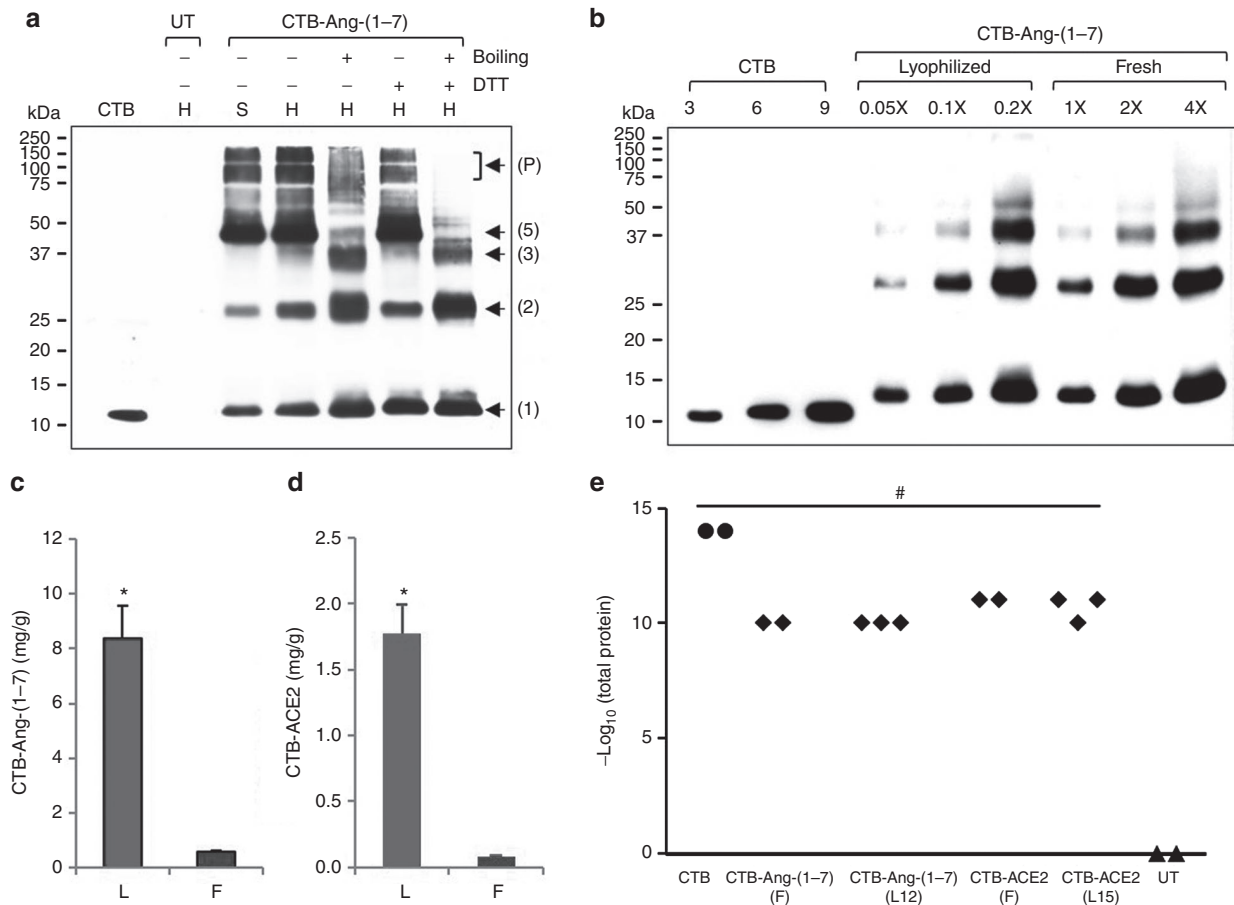 a
UT
CTB-Ang-(1–7)
– – – + – + Boiling
– – – – + + DTT
kDa CTB H S H H H H
250
150
100
75
50
37
25
20
15
10
(P)
(5)
(3)
(2)
(1)
b
CTB-Ang-(1–7)
CTB Lyophilized Fresh
kDa 3 6 9 0.05X 0.1X 0.2X 1X 2X 4X
250
150
100
75
50
37
25
20
15
10
c
CTB-Ang-(1–7) (mg/g)
12
10
8
6
4
2
0
*
L F
d
CTB-ACE2 (mg/g)
2.5
2.0
1.5
1.0
0.5
0.0
*
L F
e
#
–Log10 (total protein)
15
10
5
0
CTB CTB-Ang-(1–7) CTB-Ang-(1–7) CTB-ACE2 CTB-ACE2 UT
(F) (L12) (F) (L15)